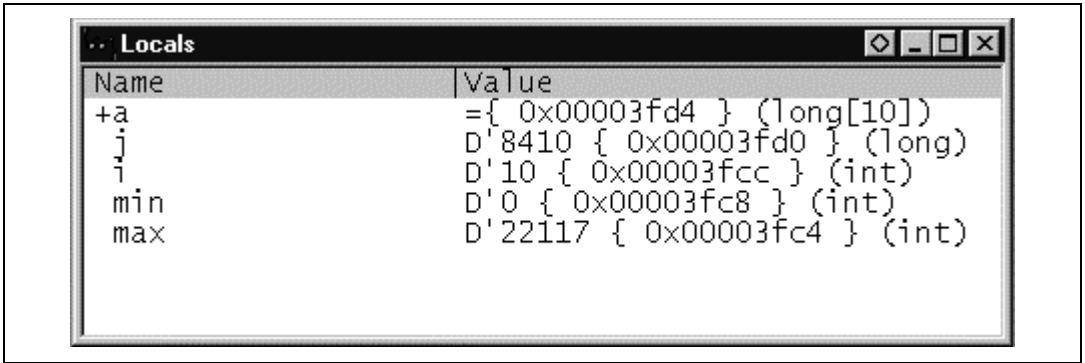 Locals
Name Value
+a ={ 0x00003fd4 } (long[10])
j D'8410 { 0x00003fd0 } (long)
i D'10 { 0x00003fcc } (int)
min D'0 { 0x00003fc8 } (int)
max D'22117 { 0x00003fc4 } (int)